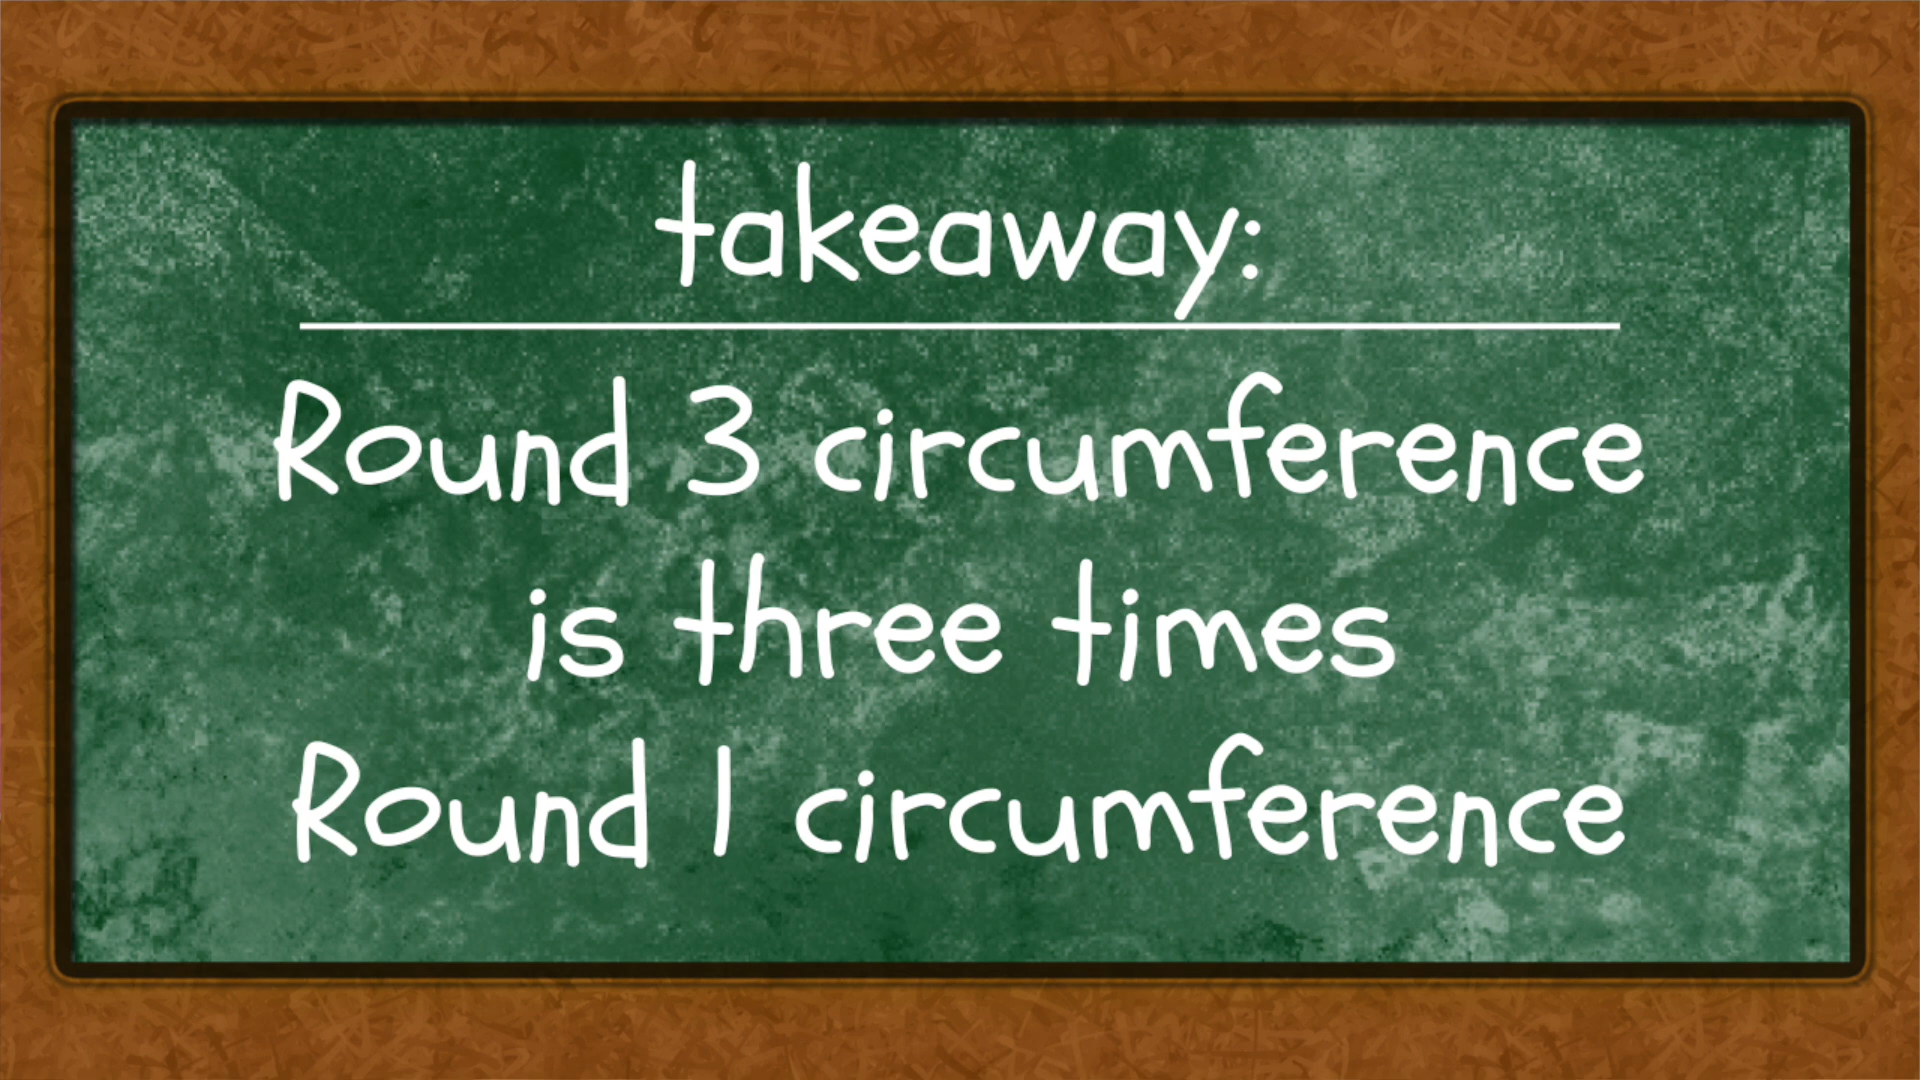 takeaway:
Round 3 circumference
is three times
Round 1 circumference